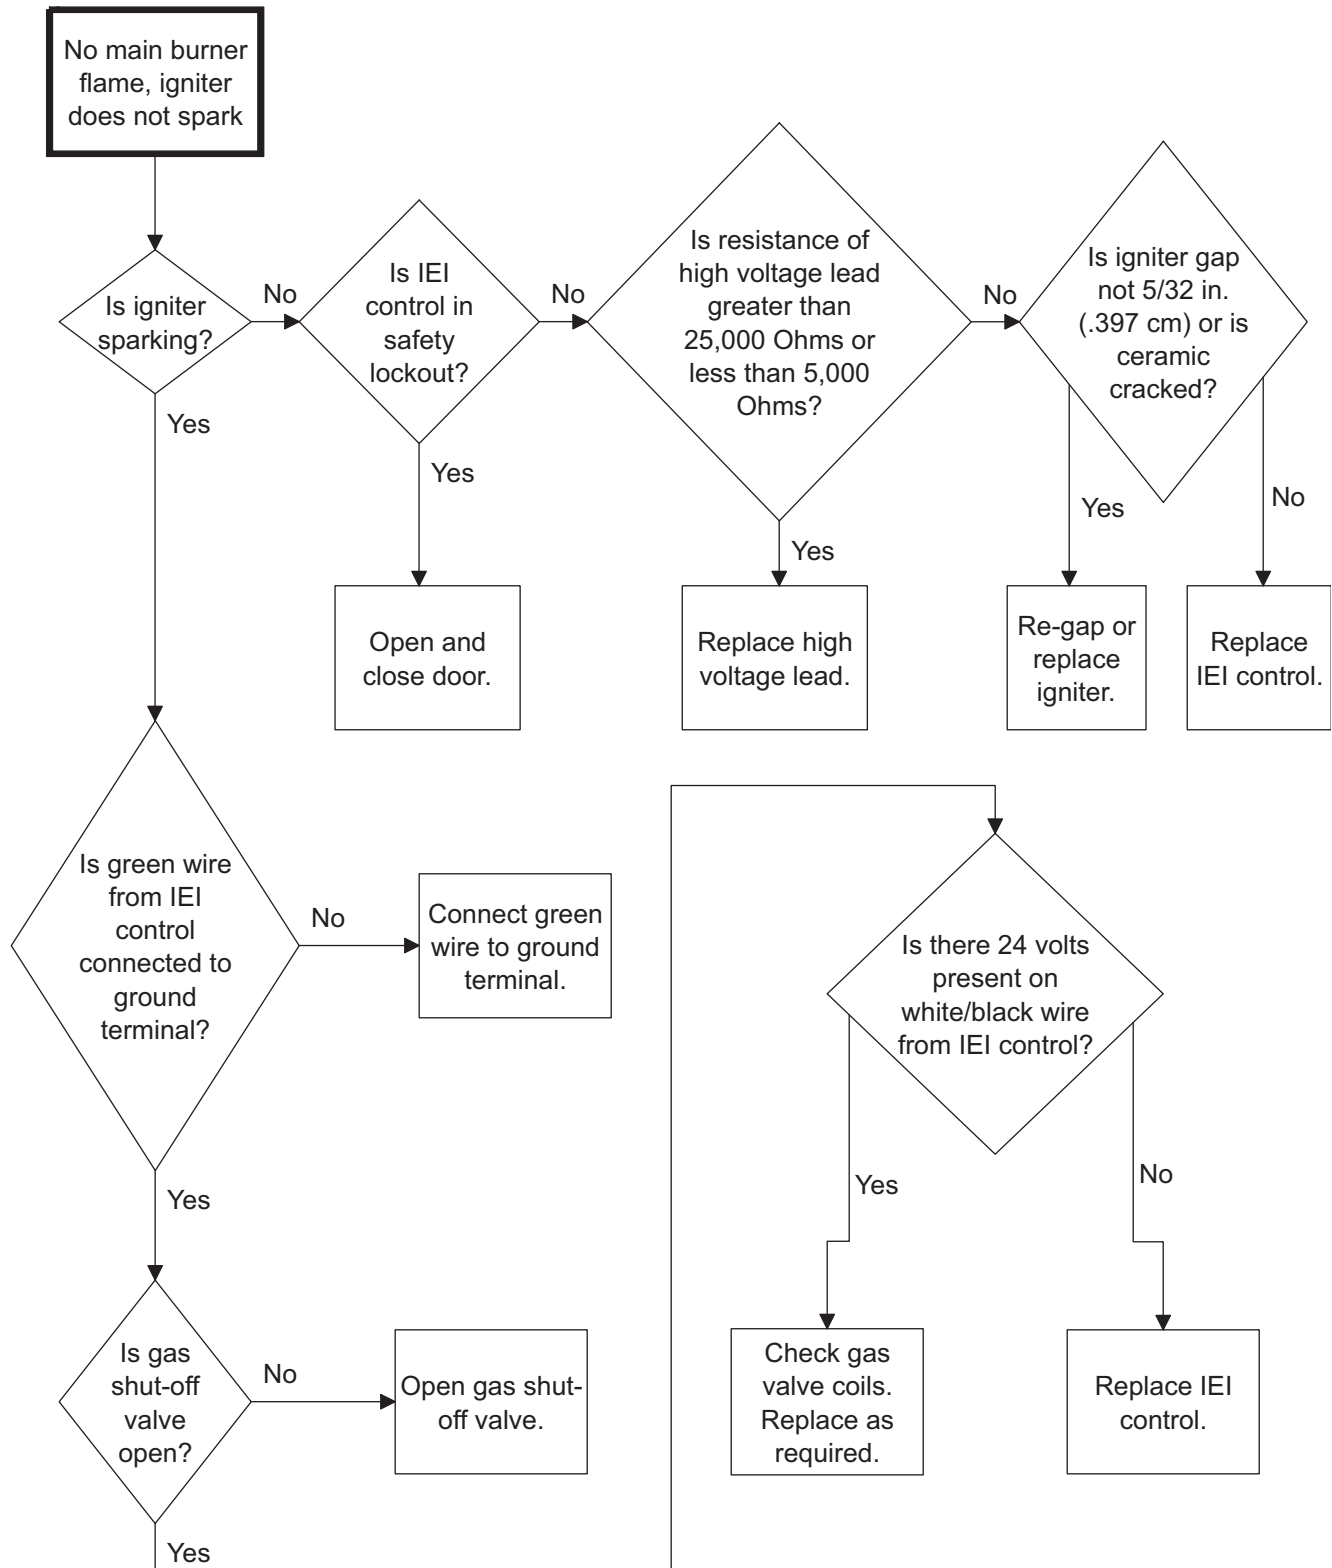 No main burner
flame, igniter
does not spark
Is igniter
sparking?
No
Yes
Is IEI
control in
safety
lockout?
No
Yes
Is resistance of
high voltage lead
greater than
25,000 Ohms or
less than 5,000
Ohms?
No
Yes
Is igniter gap
not 5/32 in.
(.397 cm) or is
ceramic
cracked?
Yes
No
Open and
close door.
Replace high
voltage lead.
Re-gap or
replace
igniter.
Replace
IEI control.
Is green wire
from IEI
control
connected to
ground
terminal?
No
Connect green
wire to ground
terminal.
Yes
Is gas
shut-off
valve
open?
No
Open gas shut-
off valve.
Yes
Is there 24 volts
present on
white/black wire
from IEI control?
Yes
No
Check gas
valve coils.
Replace as
required.
Replace IEI
control.